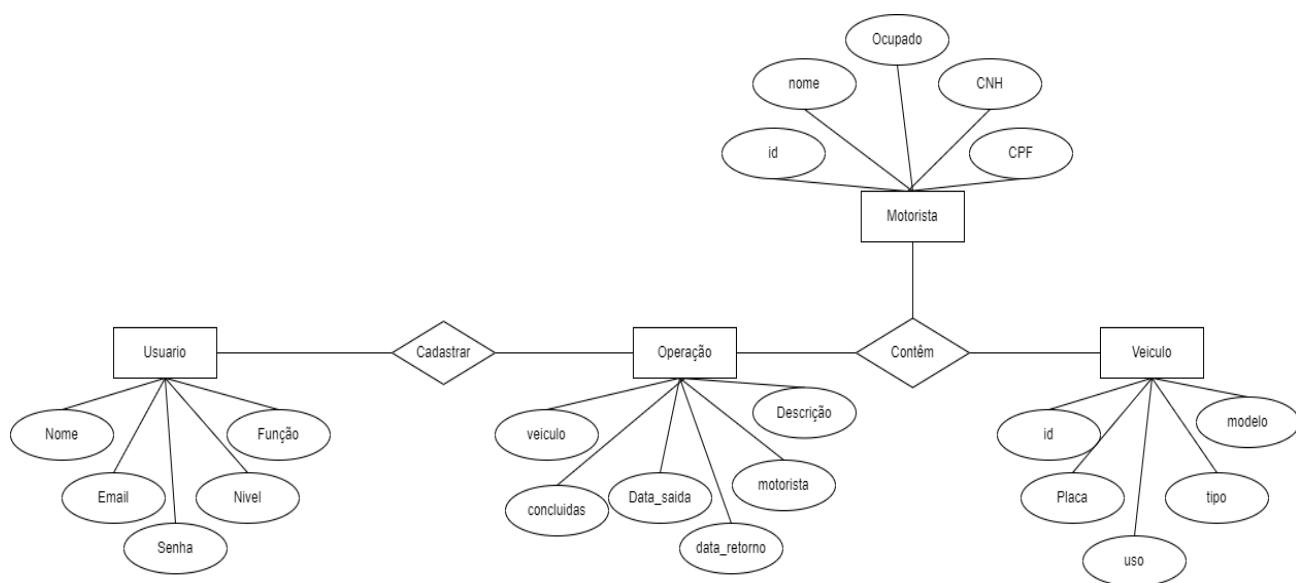 Ocupado
nome
CNH
id
CPF
Motorista
Usuario
Cadastrar
Operação
Contêm
Veiculo
Nome
Função
Email
Nivel
Senha
veiculo
Descrição
concluidas
Data_saida
motorista
data_retorno
id
modelo
Placa
tipo
uso